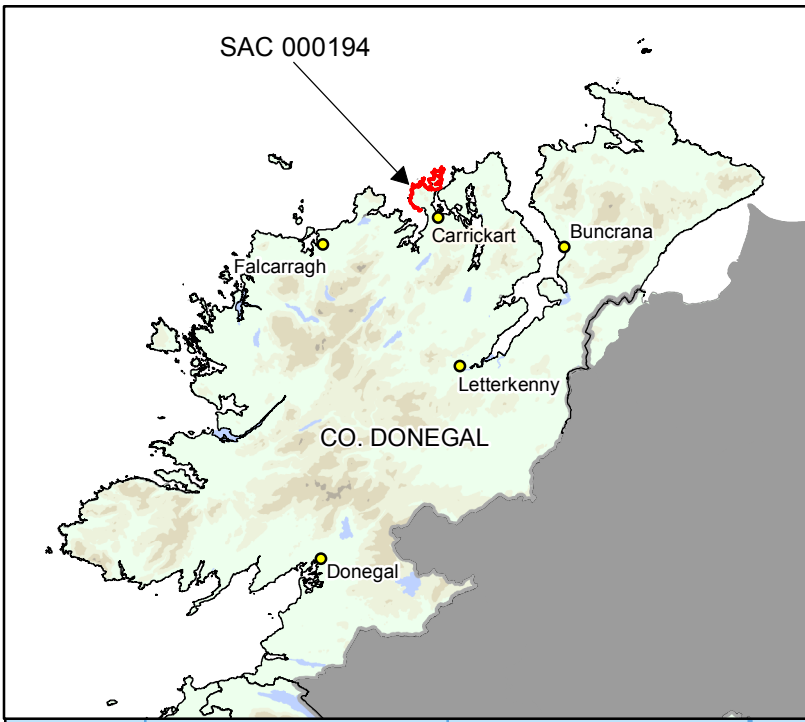 SAC 000194
Carrickart
Buncrana
Falcarragh
Letterkenny
CO. DONEGAL
Donegal